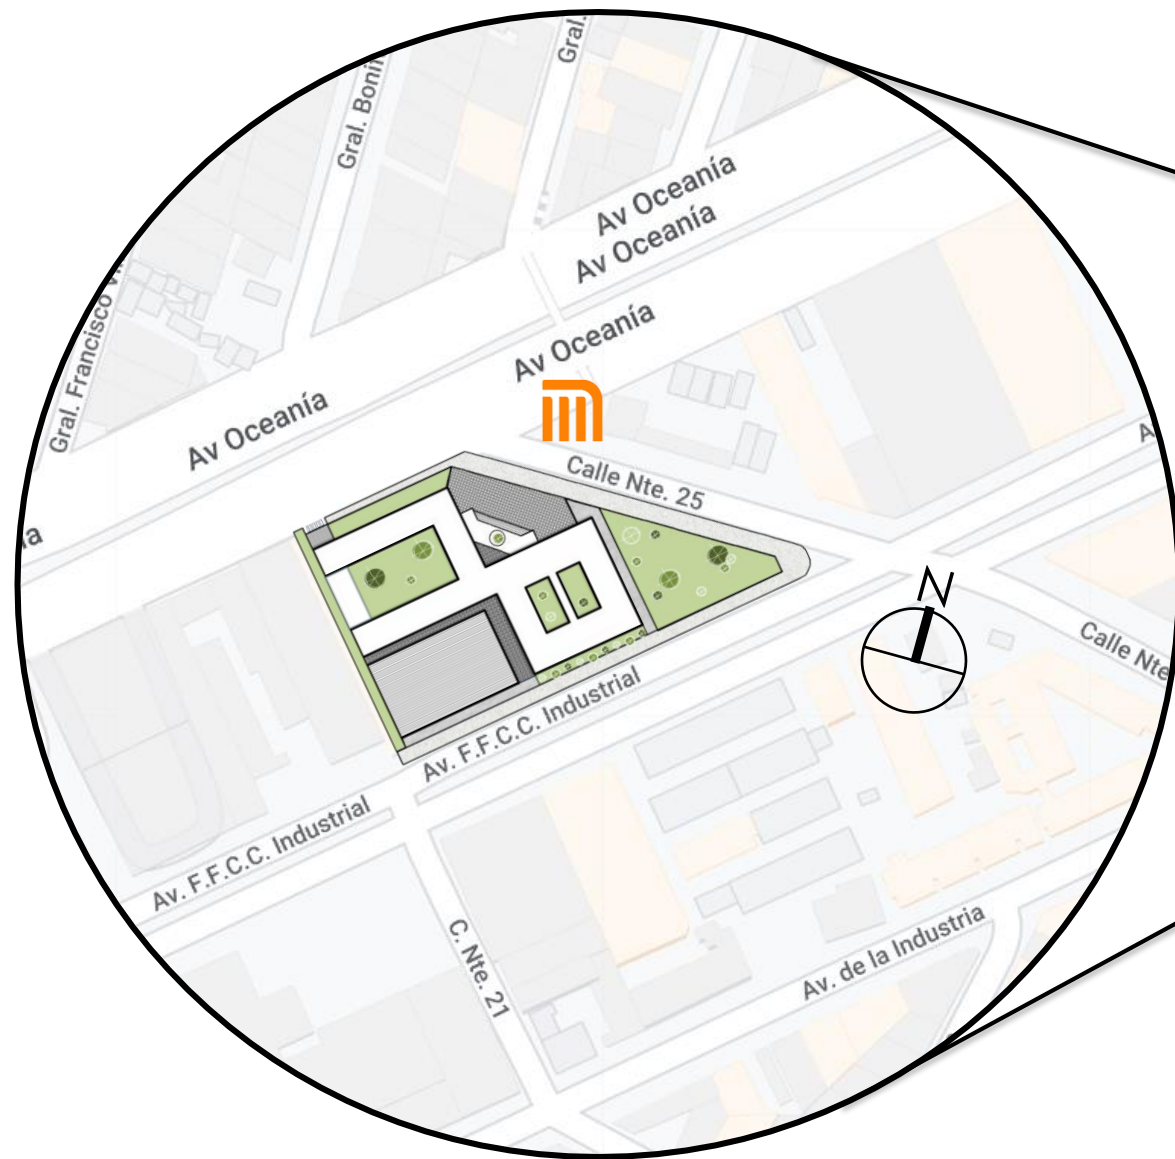 Gral.
Gral. Boni
Av Oceanía
Av Oceanía
Gral. Francisco
Av Oceanía
Av Oceanía
Calle Nte. 25
ía
N
Calle Nte
Av. F.F.C.C. Industrial
Av. F.F.C.C. Industrial
C. Nte. 21
Av. de la Industria